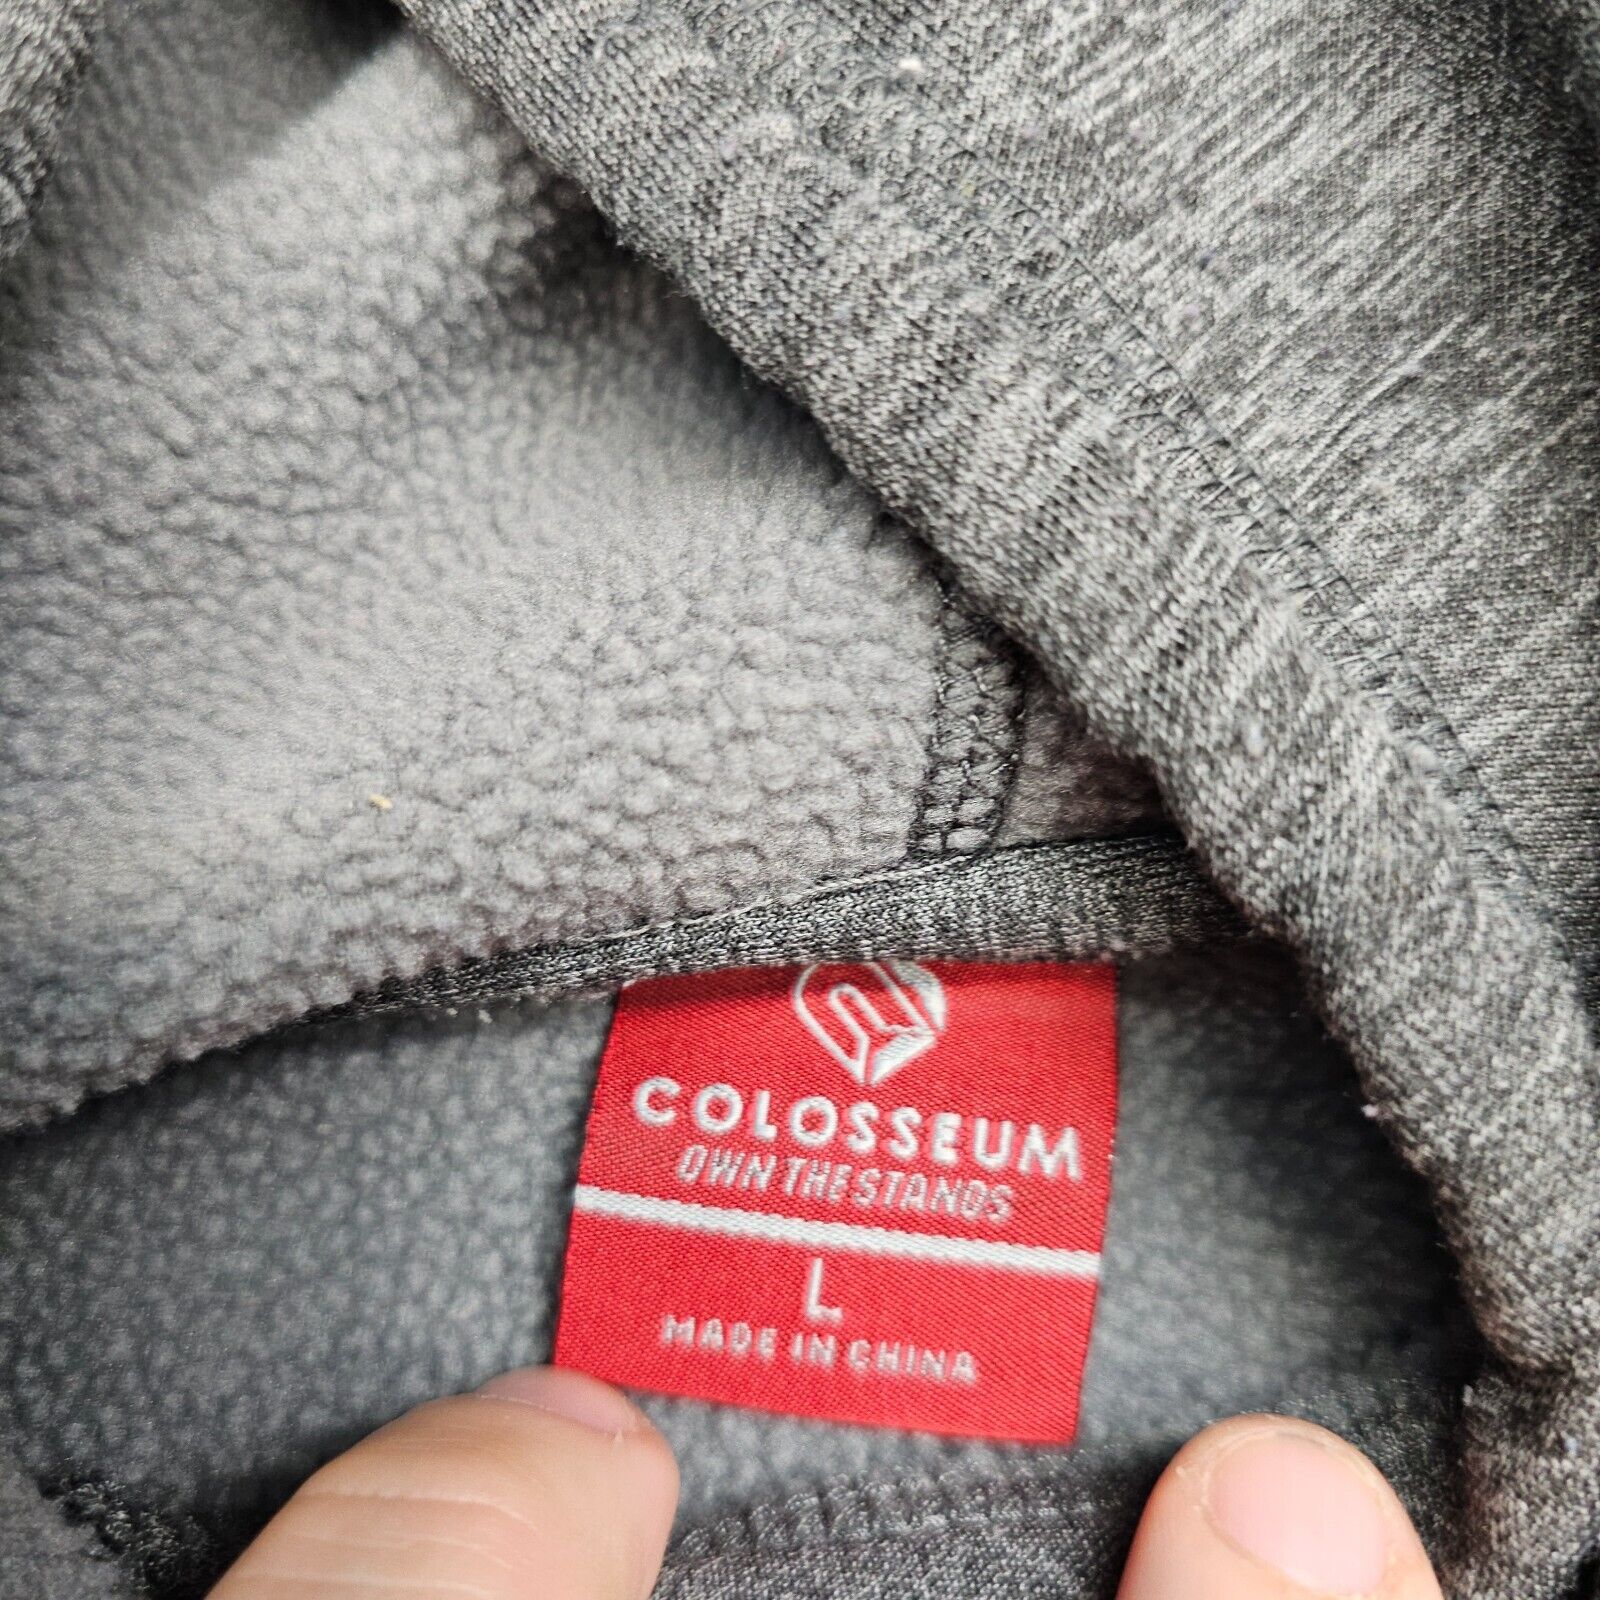 COLOSSEUM
OWN THE STANDS
L
MADE IN CHINA